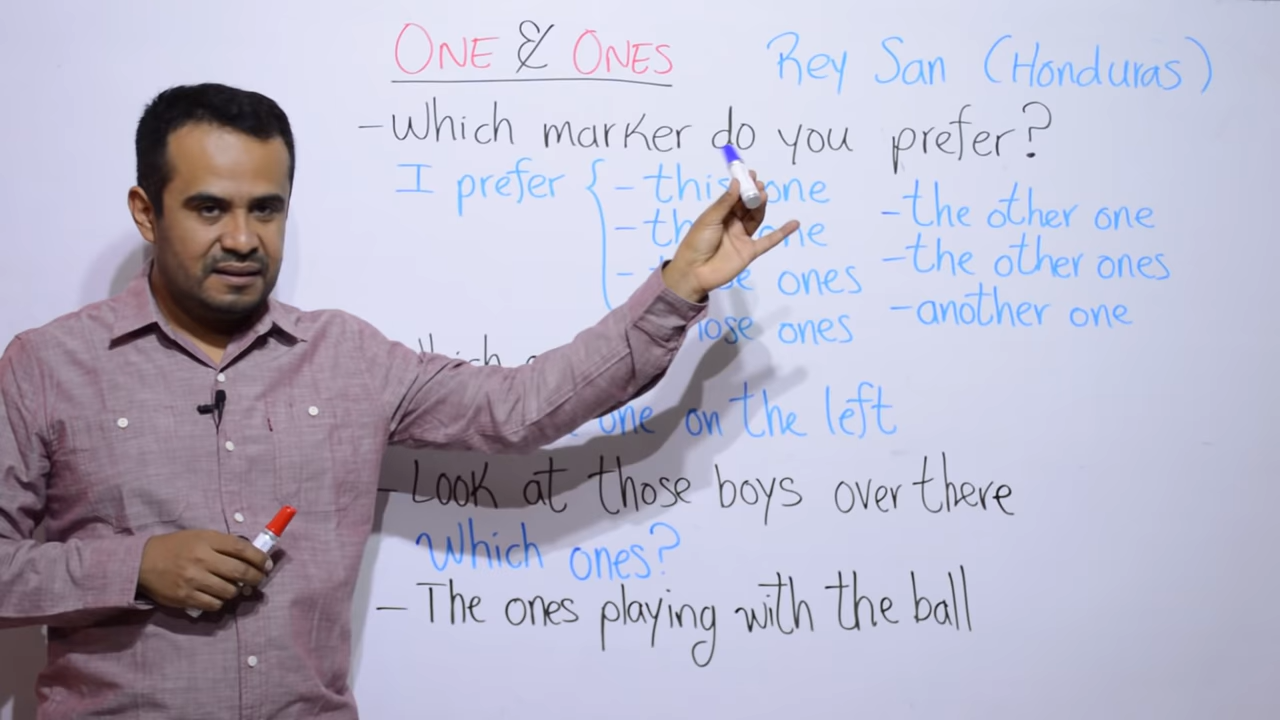 ONE & ONES
Rey San (Honduras)
- Which marker do you prefer?
I prefer { - this one
- one
- ones
ones
- the other one
- the other ones
- another one
one on the left
- Look at those boys over there
Which ones?
- The ones playing with the ball